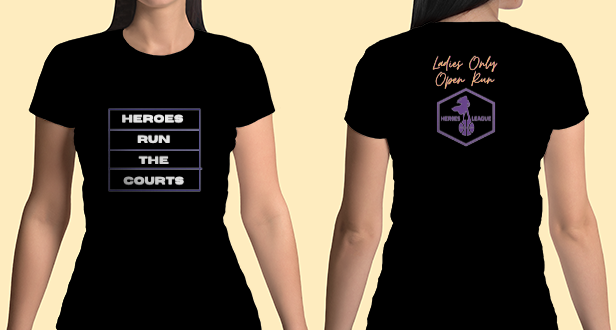 HEROES
RUN
THE
COURTS
Ladies Only
Open Run
HEROES LEAGUE